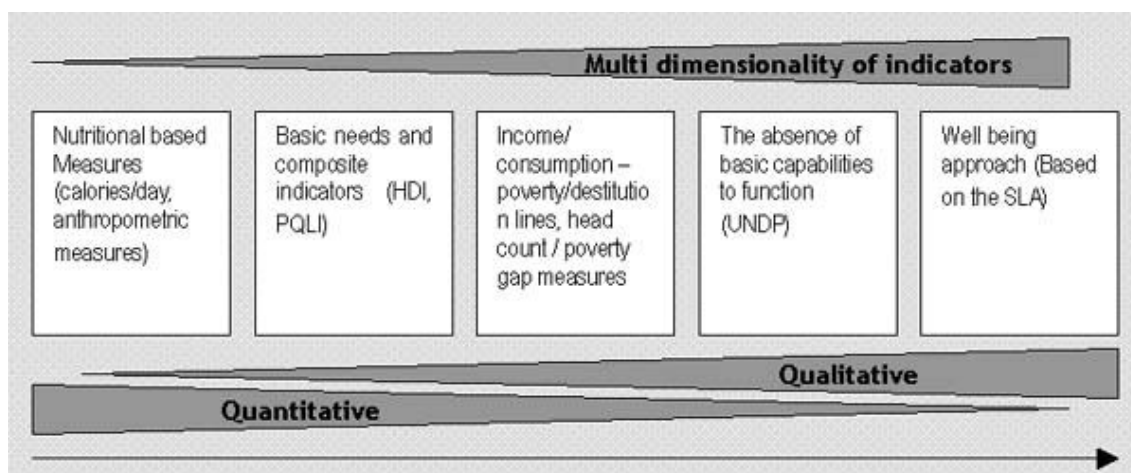 Multi dimensionality of indicators
Nutritional based
Measures
(calories/day,
anthropometric
measures)
Basic needs and
composite
indicators (HDI,
PQLI)
Income/
consumption –
poverty/destitutio
n lines, head
count / poverty
gap measures
The absence of
basic capabilities
to function
(UNDP)
Well being
approach (Based
on the SLA)
Qualitative
Quantitative